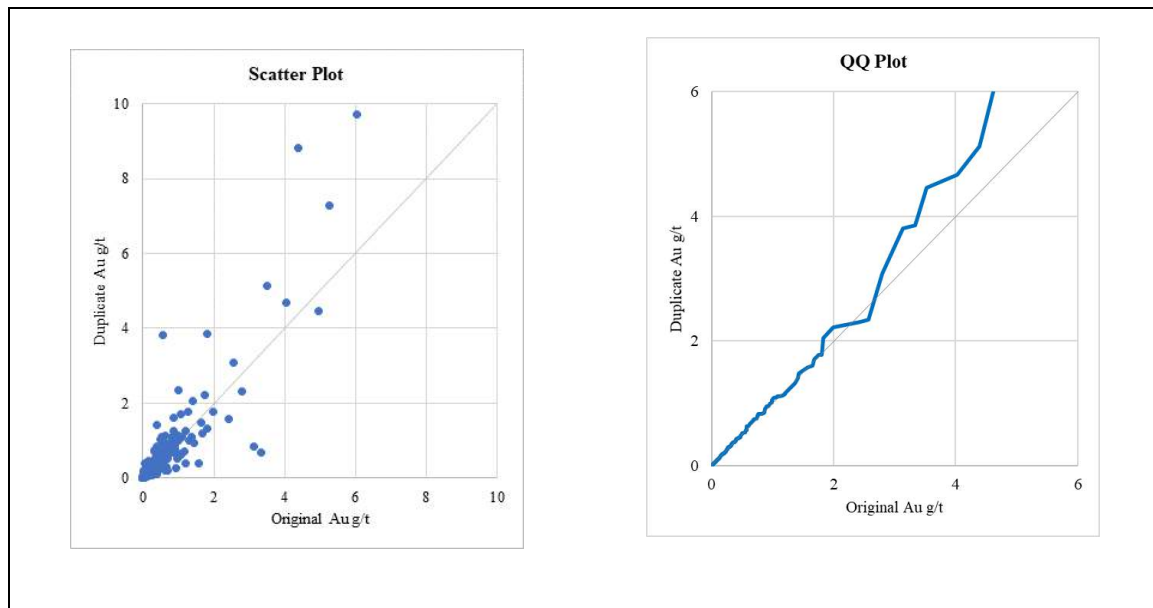 Scatter Plot
10
8
6
4
2
0
0 2 4 6 8 10
Duplicate Au g/t
Original Au g/t
QQ Plot
6
4
2
0
0 2 4 6
Duplicate Au g/t
Original Au g/t